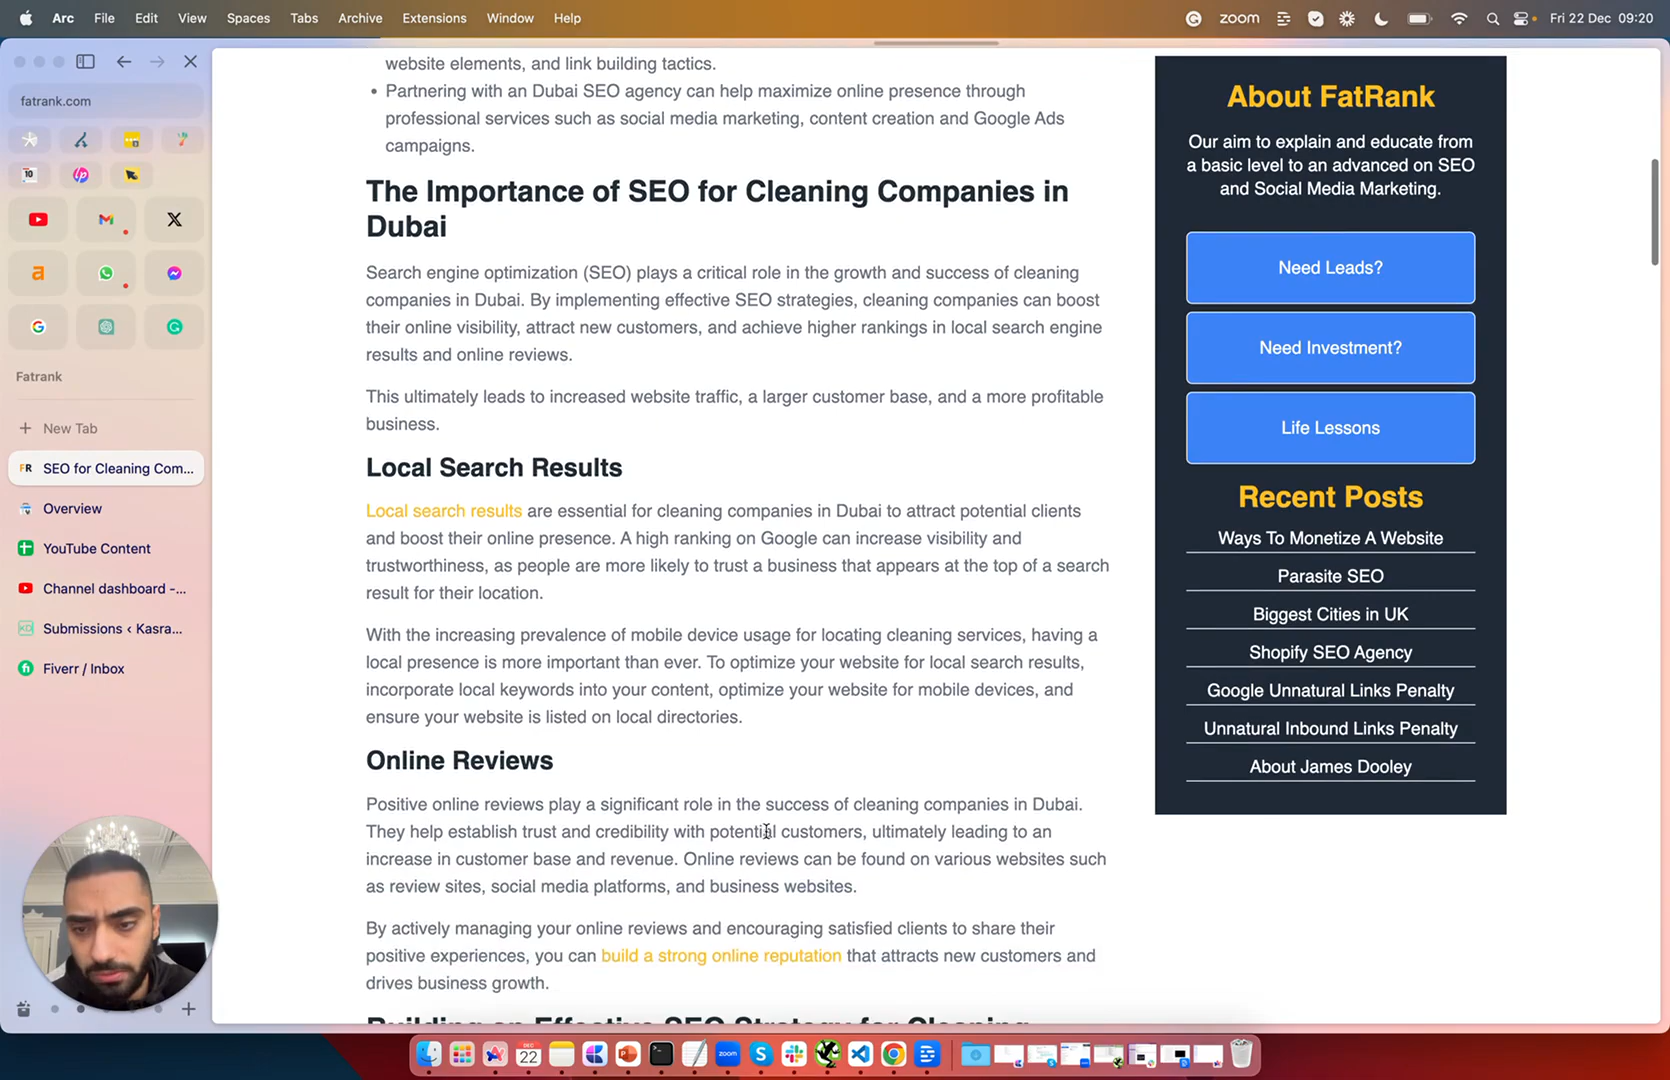 Arc File Edit View Spaces Tabs Archive Extensions Window Help
zoom Fri 22 Dec 09:20
fatrank.com
10
Fatrank
New Tab
FR SEO for Cleaning Com...
Overview
YouTube Content
Channel dashboard -...
KD Submissions ‹ Kasra...
fi Fiverr / Inbox
website elements, and link building tactics.
• Partnering with an Dubai SEO agency can help maximize online presence through
professional services such as social media marketing, content creation and Google Ads
campaigns.
The Importance of SEO for Cleaning Companies in
Dubai
Search engine optimization (SEO) plays a critical role in the growth and success of cleaning
companies in Dubai. By implementing effective SEO strategies, cleaning companies can boost
their online visibility, attract new customers, and achieve higher rankings in local search engine
results and online reviews.
This ultimately leads to increased website traffic, a larger customer base, and a more profitable
business.
Local Search Results
Local search results are essential for cleaning companies in Dubai to attract potential clients
and boost their online presence. A high ranking on Google can increase visibility and
trustworthiness, as people are more likely to trust a business that appears at the top of a search
result for their location.
With the increasing prevalence of mobile device usage for locating cleaning services, having a
local presence is more important than ever. To optimize your website for local search results,
incorporate local keywords into your content, optimize your website for mobile devices, and
ensure your website is listed on local directories.
Online Reviews
Positive online reviews play a significant role in the success of cleaning companies in Dubai.
They help establish trust and credibility with potential customers, ultimately leading to an
increase in customer base and revenue. Online reviews can be found on various websites such
as review sites, social media platforms, and business websites.
By actively managing your online reviews and encouraging satisfied clients to share their
positive experiences, you can build a strong online reputation that attracts new customers and
drives business growth.
Building an Effective SEO Strategy for Cleaning
About FatRank
Our aim to explain and educate from
a basic level to an advanced on SEO
and Social Media Marketing.
Need Leads?
Need Investment?
Life Lessons
Recent Posts
Ways To Monetize A Website
Parasite SEO
Biggest Cities in UK
Shopify SEO Agency
Google Unnatural Links Penalty
Unnatural Inbound Links Penalty
About James Dooley
DEC
22
zoom